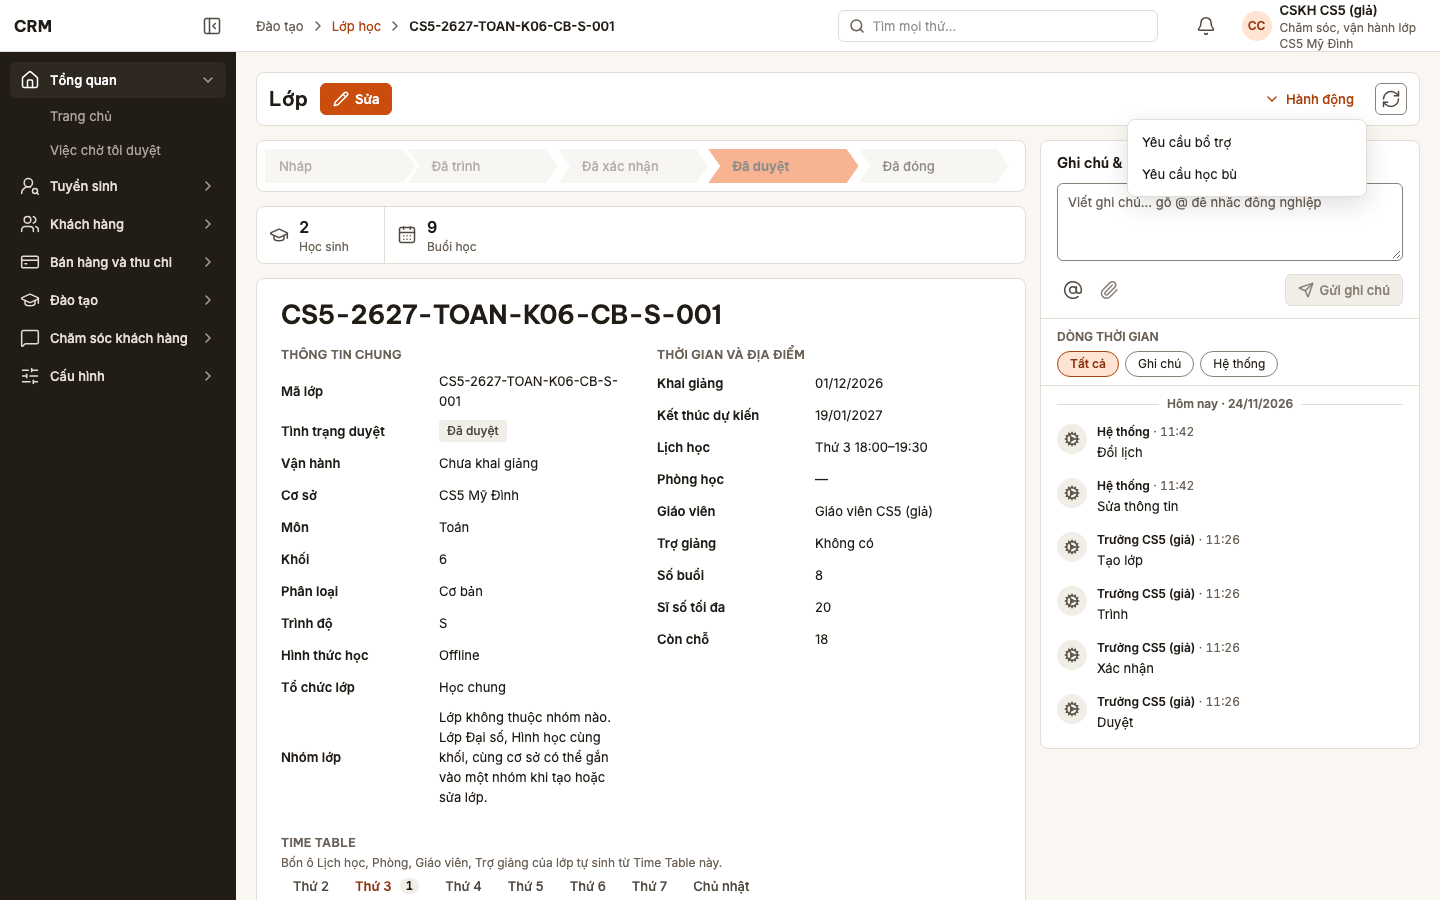 CRM
Đào tạo > Lớp học > CS5-2627-TOAN-K06-CB-S-001
Tìm mọi thứ...
CC
CSKH CS5 (giả)
Chăm sóc, vận hành lớp
CS5 Mỹ Đình
Tổng quan
Trang chủ
Việc chờ tôi duyệt
Tuyển sinh
Khách hàng
Bán hàng và thu chi
Đào tạo
Chăm sóc khách hàng
Cấu hình
Lớp
Sửa
Hành động
Yêu cầu bổ trợ
Yêu cầu học bù
Nháp
Đã trình
Đã xác nhận
Đã duyệt
Đã đóng
2
Học sinh
9
Buổi học
CS5-2627-TOAN-K06-CB-S-001
THÔNG TIN CHUNG
Mã lớp
CS5-2627-TOAN-K06-CB-S-
001
Tình trạng duyệt
Đã duyệt
Vận hành
Chưa khai giảng
Cơ sở
CS5 Mỹ Đình
Môn
Toán
Khối
6
Phân loại
Cơ bản
Trình độ
S
Hình thức học
Offline
Tổ chức lớp
Học chung
Nhóm lớp
Lớp không thuộc nhóm nào.
Lớp Đại số, Hình học cùng
khối, cùng cơ sở có thể gắn
vào một nhóm khi tạo hoặc
sửa lớp.
THỜI GIAN VÀ ĐỊA ĐIỂM
Khai giảng
01/12/2026
Kết thúc dự kiến
19/01/2027
Lịch học
Thứ 3 18:00–19:30
Phòng học
—
Giáo viên
Giáo viên CS5 (giả)
Trợ giảng
Không có
Số buổi
8
Sĩ số tối đa
20
Còn chỗ
18
TIME TABLE
Bốn ô Lịch học, Phòng, Giáo viên, Trợ giảng của lớp tự sinh từ Time Table này.
Thứ 2
Thứ 3 1
Thứ 4
Thứ 5
Thứ 6
Thứ 7
Chủ nhật
Ghi chú &
Viết ghi chú... gõ @ để nhắc đồng nghiệp
Gửi ghi chú
DÒNG THỜI GIAN
Tất cả
Ghi chú
Hệ thống
Hôm nay · 24/11/2026
Hệ thống · 11:42
Đổi lịch
Hệ thống · 11:42
Sửa thông tin
Trưởng CS5 (giả) · 11:26
Tạo lớp
Trưởng CS5 (giả) · 11:26
Trình
Trưởng CS5 (giả) · 11:26
Xác nhận
Trưởng CS5 (giả) · 11:26
Duyệt